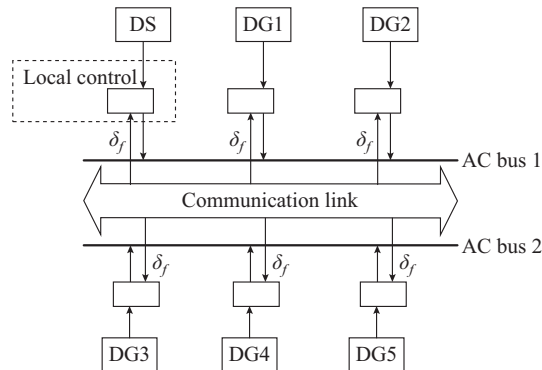 DS DG1 DG2
Local control
δf δf δf
AC bus 1
Communication link
AC bus 2
δf δf δf
DG3 DG4 DG5